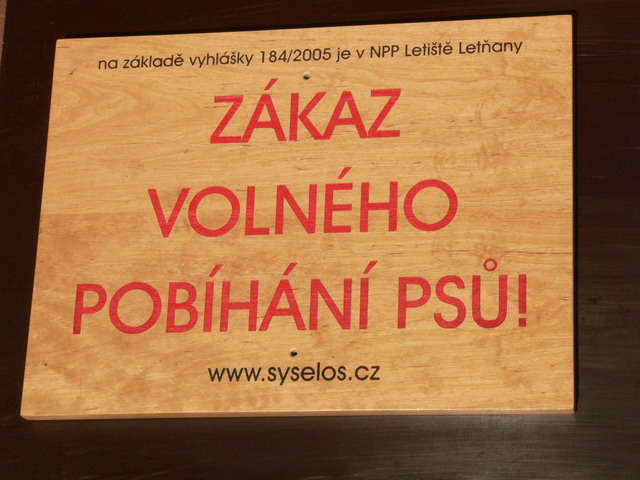 na základě vyhlášky 184/2005 je v NPP Letiště Letňany
ZÁKAZ
VOLNÉHO
POBÍHÁNÍ PSŮ!
www.syselos.cz